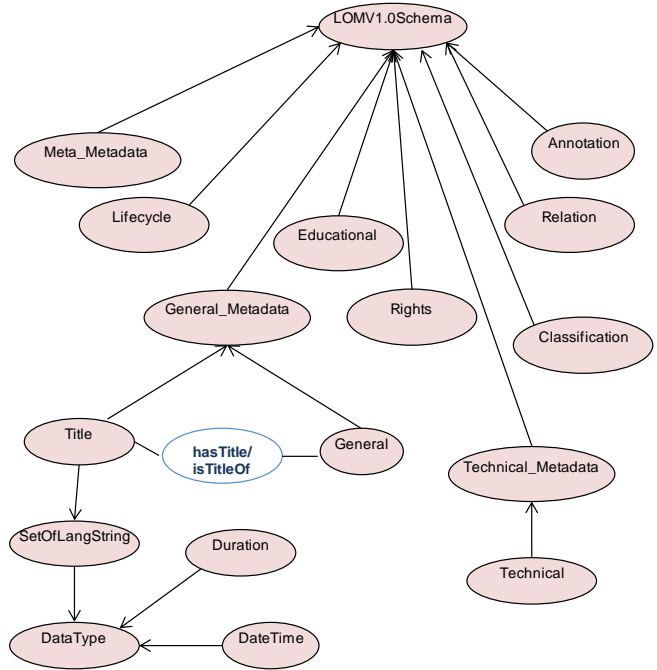 LOMV1.0Schema
Meta_Metadata
Annotation
Lifecycle
Relation
Educational
General_Metadata
Rights
Classification
Title
hasTitle/
isTitleOf
General
Technical_Metadata
SetOfLangString
Duration
Technical
DataType
DateTime